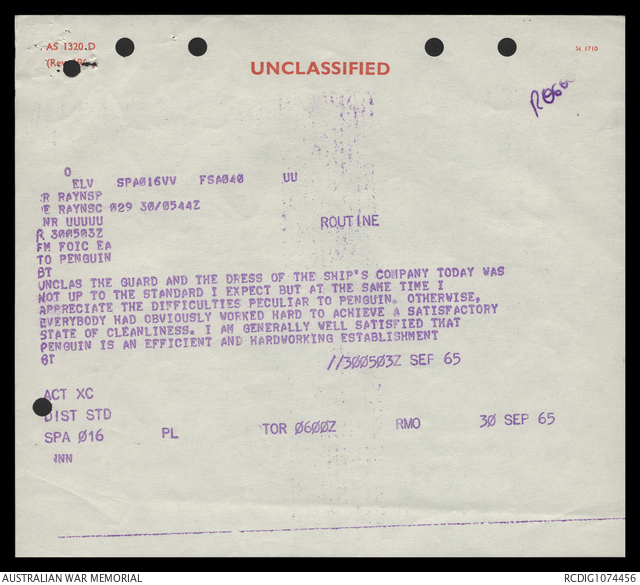 AS 1320.D
(Rev
UNCLASSIFIED
St 1710
O
ELV SPA016VV FSA040 UU
R RAYNSP
E RAYNSC 029 30/0544Z
NR UUUUU
ROUTINE
R 300503Z
FM FOIC EA
TO PENGUIN
BT
UNCLAS THE GUARD AND THE DRESS OF THE SHIP'S COMPANY TODAY WAS
NOT UP TO THE STANDARD I EXPECT BUT AT THE SAME TIME I
APPRECIATE THE DIFFICULTIES PECULIAR TO PENGUIN. OTHERWISE,
EVERYBODY HAD OBVIOUSLY WORKED HARD TO ACHIEVE A SATISFACTORY
STATE OF CLEANLINESS. I AM GENERALLY WELL SATISFIED THAT
PENGUIN IS AN EFFICIENT AND HARDWORKING ESTABLISHMENT
BT
//300503Z SEP 65
ACT XC
DIST STD
SPA 016 PL TOR 0600Z RMO 30 SEP 65
NN
AUSTRALIAN WAR MEMORIAL
RCDIG1074456